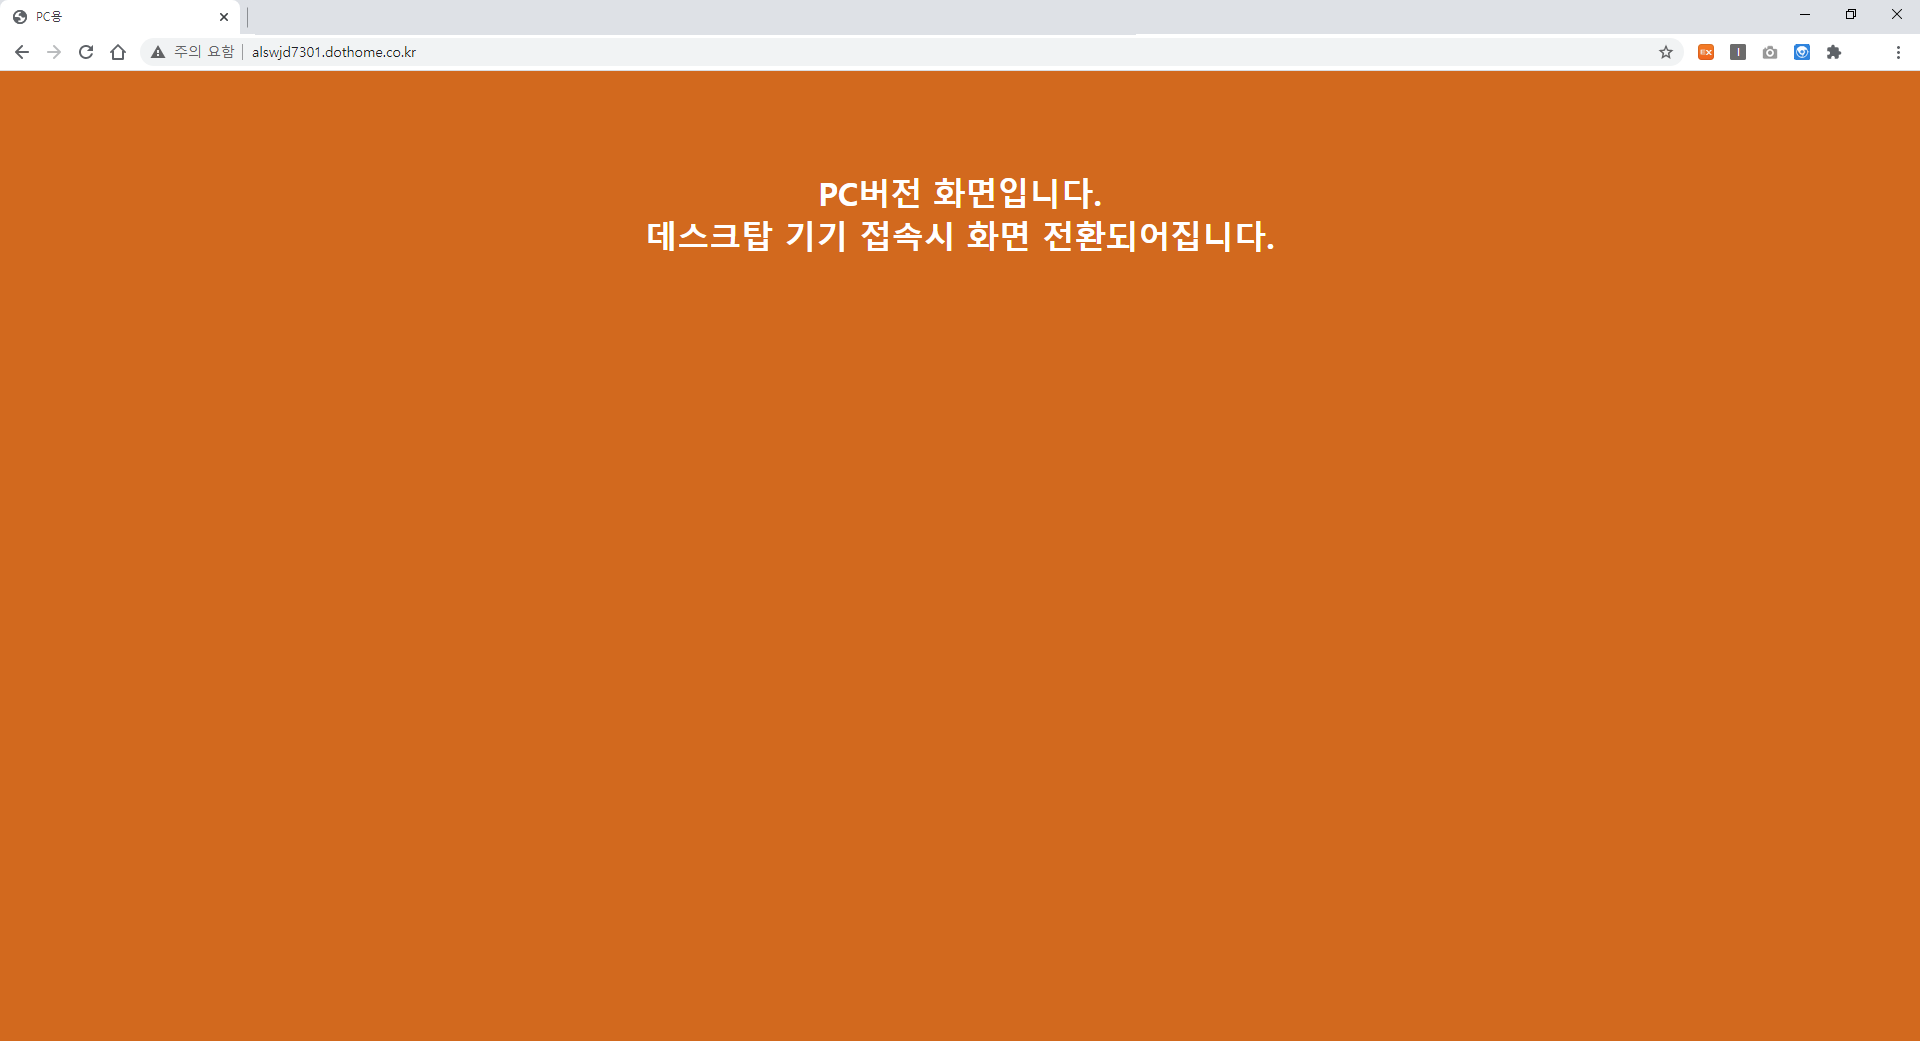 PC용
주의 요함
alswjd7301.dothome.co.kr
PC버전 화면입니다.
데스크탑 기기 접속시 화면 전환되어집니다.